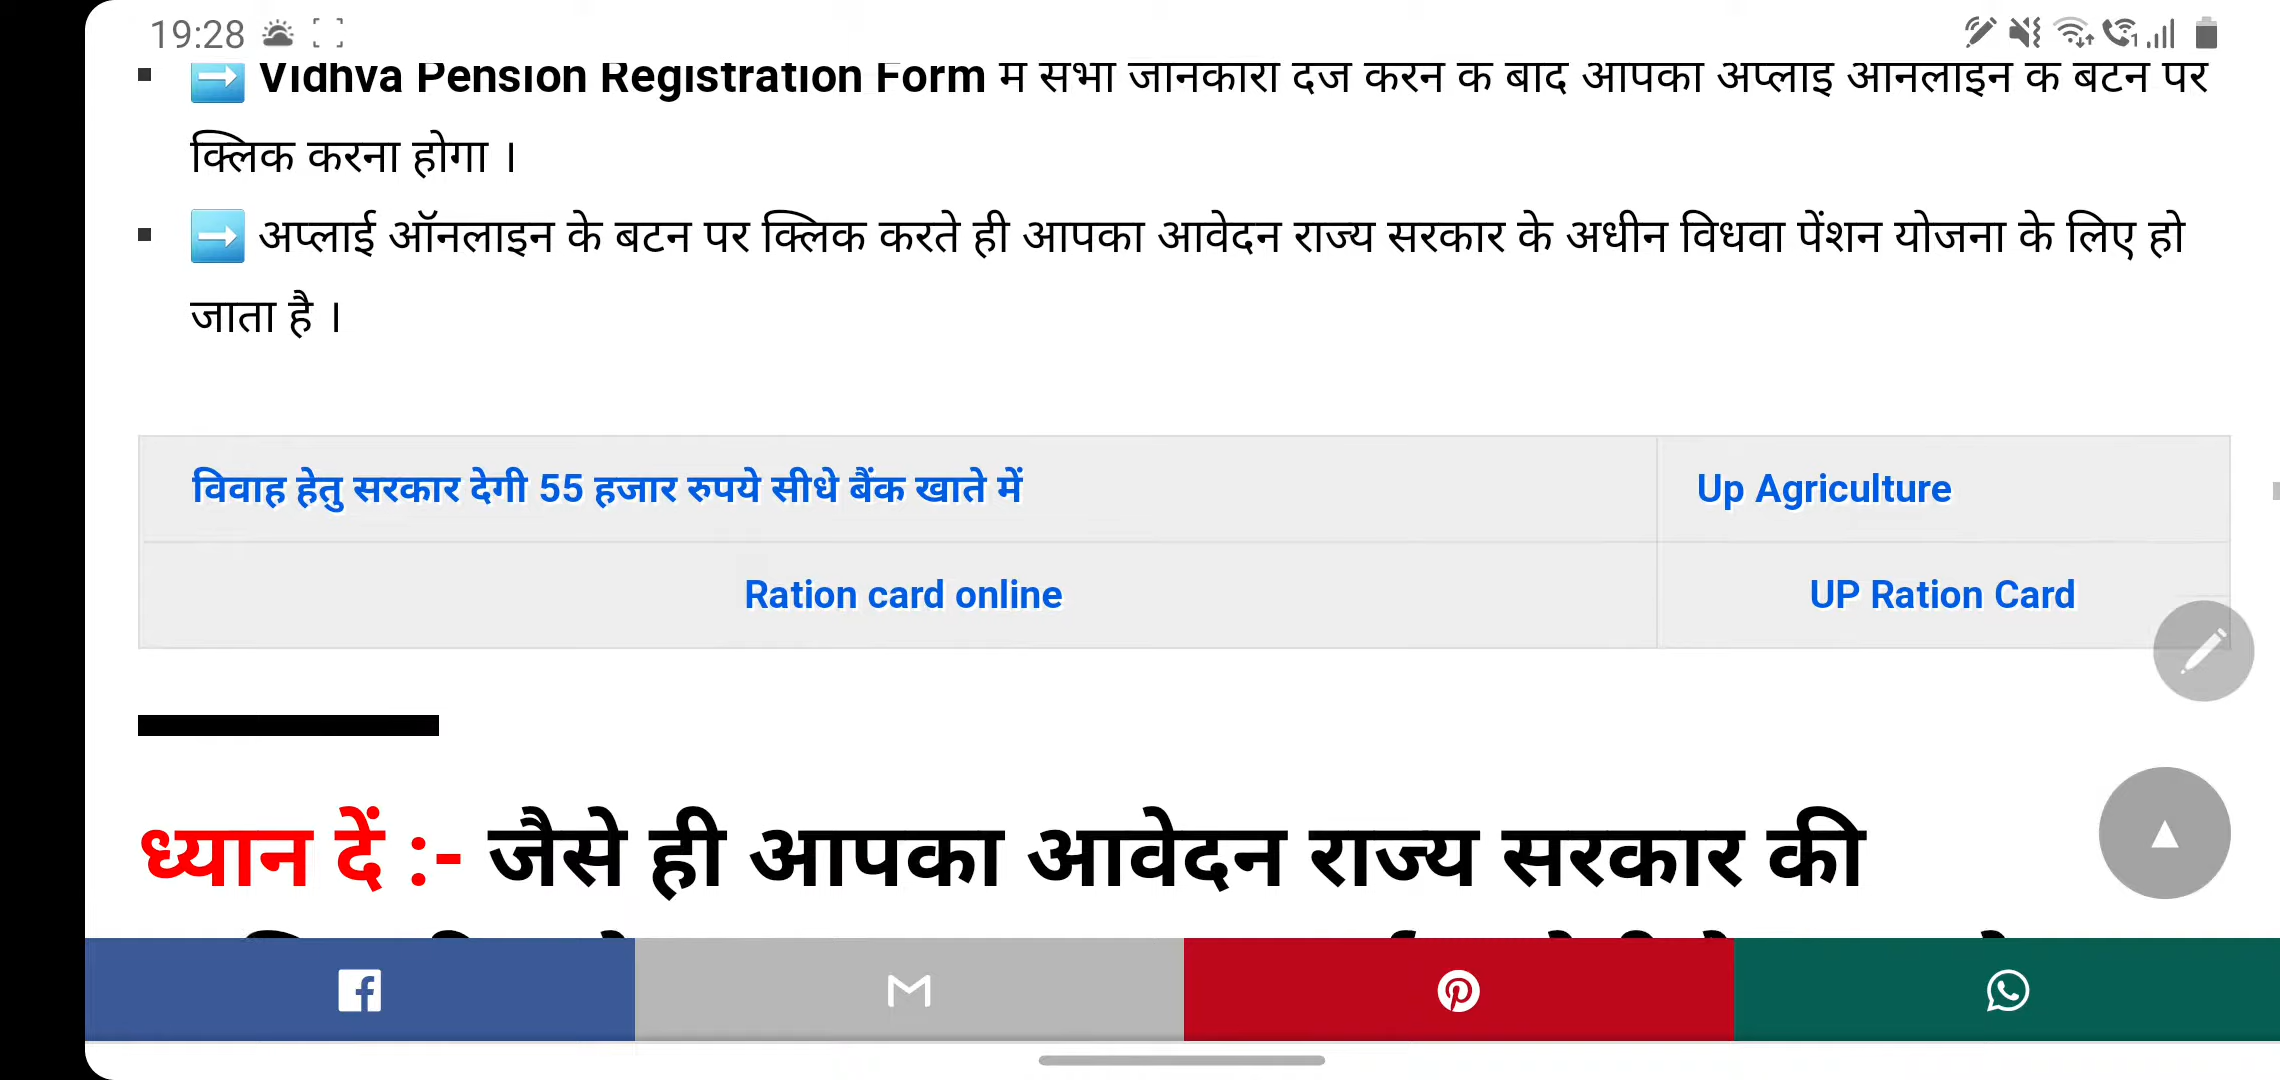 19:28
Vidhva Pension Registration Form में सभी जानकारी दर्ज करने के बाद आपको अप्लाई ऑनलाइन के बटन पर
क्लिक करना होगा ।
अप्लाई ऑनलाइन के बटन पर क्लिक करते ही आपका आवेदन राज्य सरकार के अधीन विधवा पेंशन योजना के लिए हो
जाता है ।
विवाह हेतु सरकार देगी 55 हजार रुपये सीधे बैंक खाते में
Up Agriculture
Ration card online
UP Ration Card
ध्यान दें :- जैसे ही आपका आवेदन राज्य सरकार की